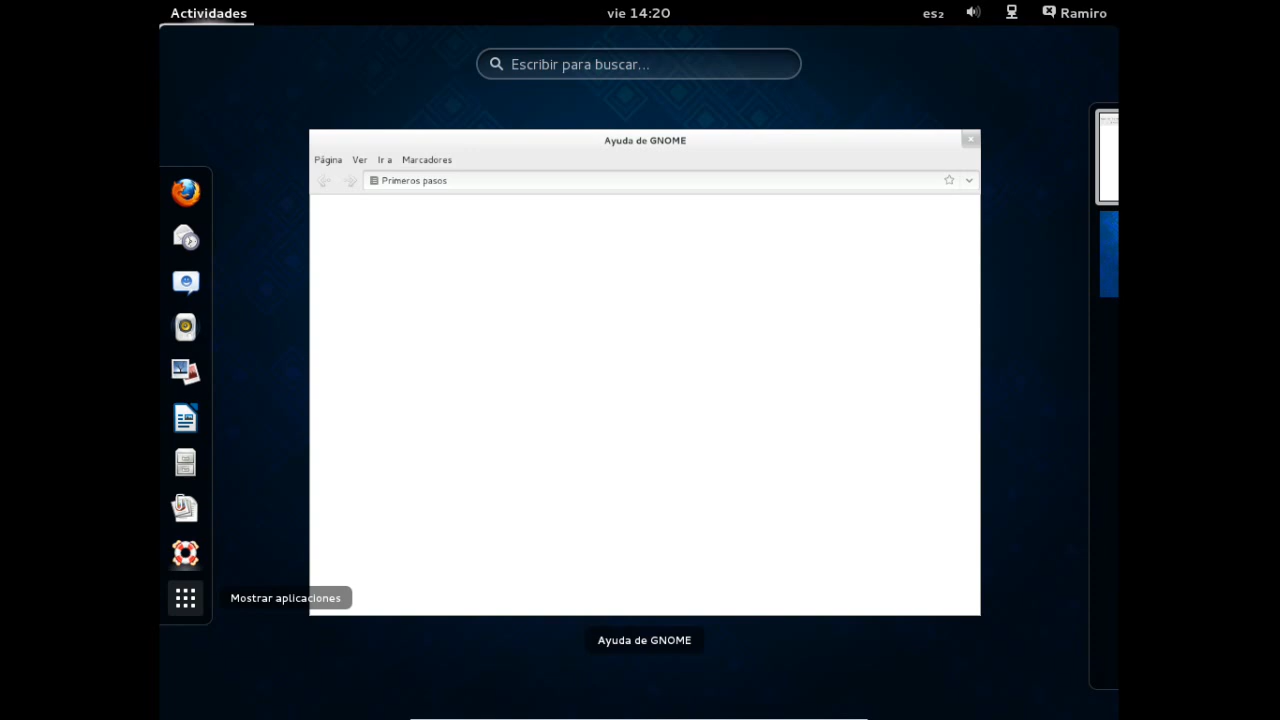 Actividades
vie 14:20
es₂
Ramiro
Escribir para buscar...
Ayuda de GNOME
Página Ver Ir a Marcadores
Primeros pasos
Mostrar aplicaciones
Ayuda de GNOME